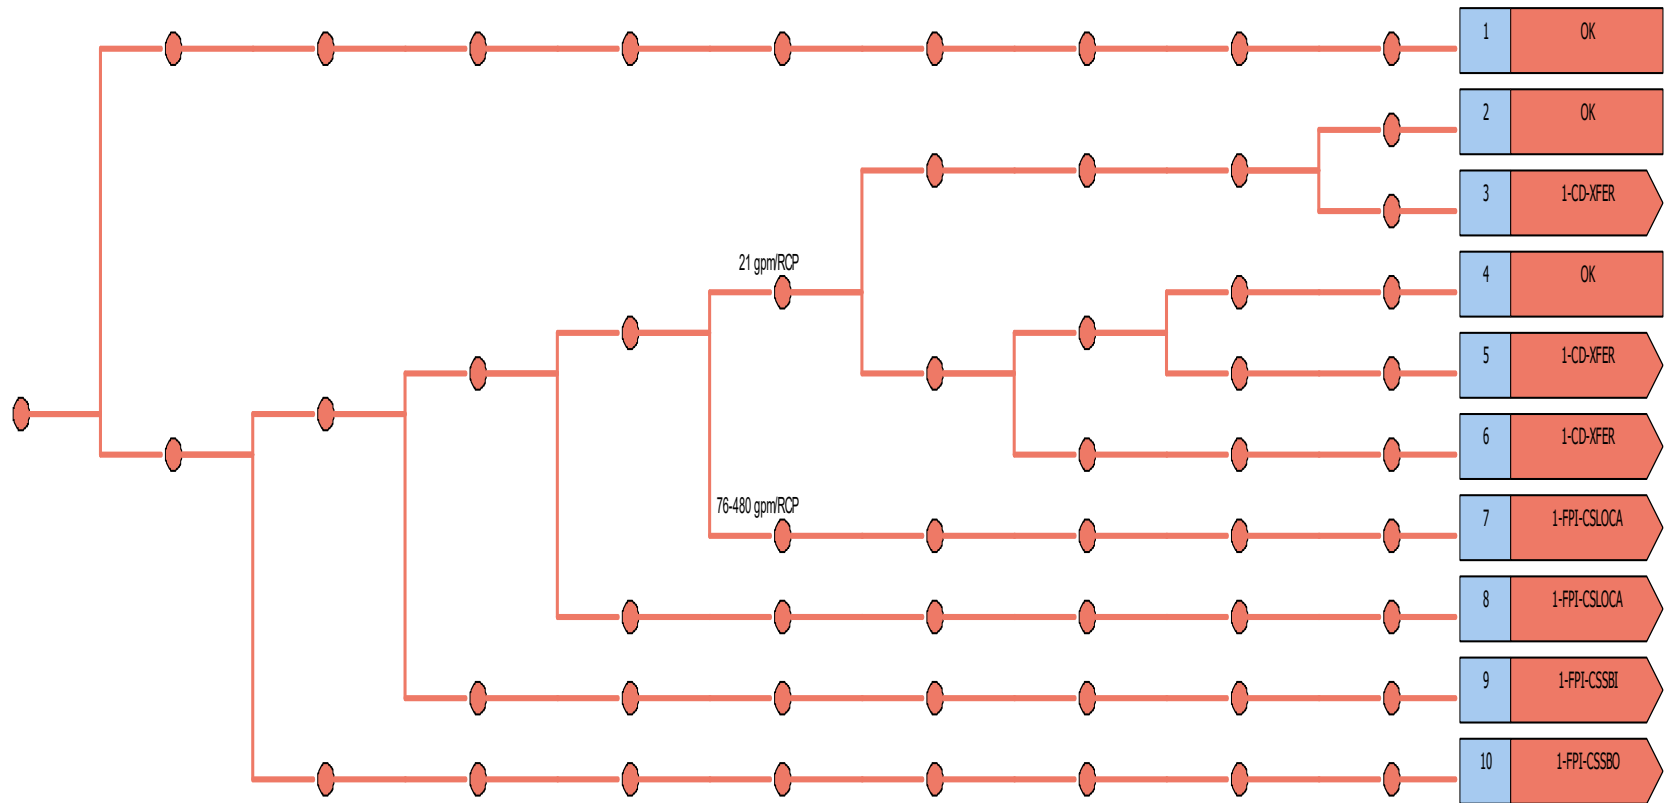 1 OK
2 OK
3 1-CD-XFER
21 gpm/RCP
4 OK
5 1-CD-XFER
6 1-CD-XFER
76-480 gpm/RCP
7 1-FPI-CSLOCA
8 1-FPI-CSLOCA
9 1-FPI-CSSBI
10 1-FPI-CSSBO